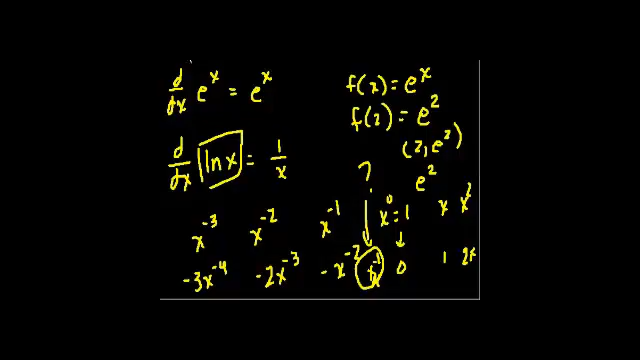 d/dx e^x = e^x
f(x) = e^x
f(2) = e^2
(2, e^2)
d/dx ln x = 1/x
e^2
?
x^-3 x^-2 x^-1 x^0 = 1 x x^2
-3x^-4 -2x^-3 -x^-2 x^-1 0 1 2x